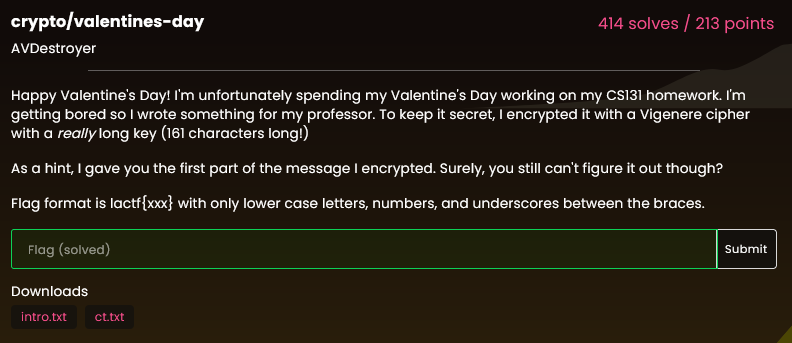 crypto/valentines-day
414 solves / 213 points
AVDestroyer
Happy Valentine's Day! I'm unfortunately spending my Valentine's Day working on my CS131 homework. I'm
getting bored so I wrote something for my professor. To keep it secret, I encrypted it with a Vigenere cipher
with a really long key (161 characters long!)
As a hint, I gave you the first part of the message I encrypted. Surely, you still can't figure it out though?
Flag format is lactf{xxx} with only lower case letters, numbers, and underscores between the braces.
Flag (solved)
Submit
Downloads
intro.txt
ct.txt